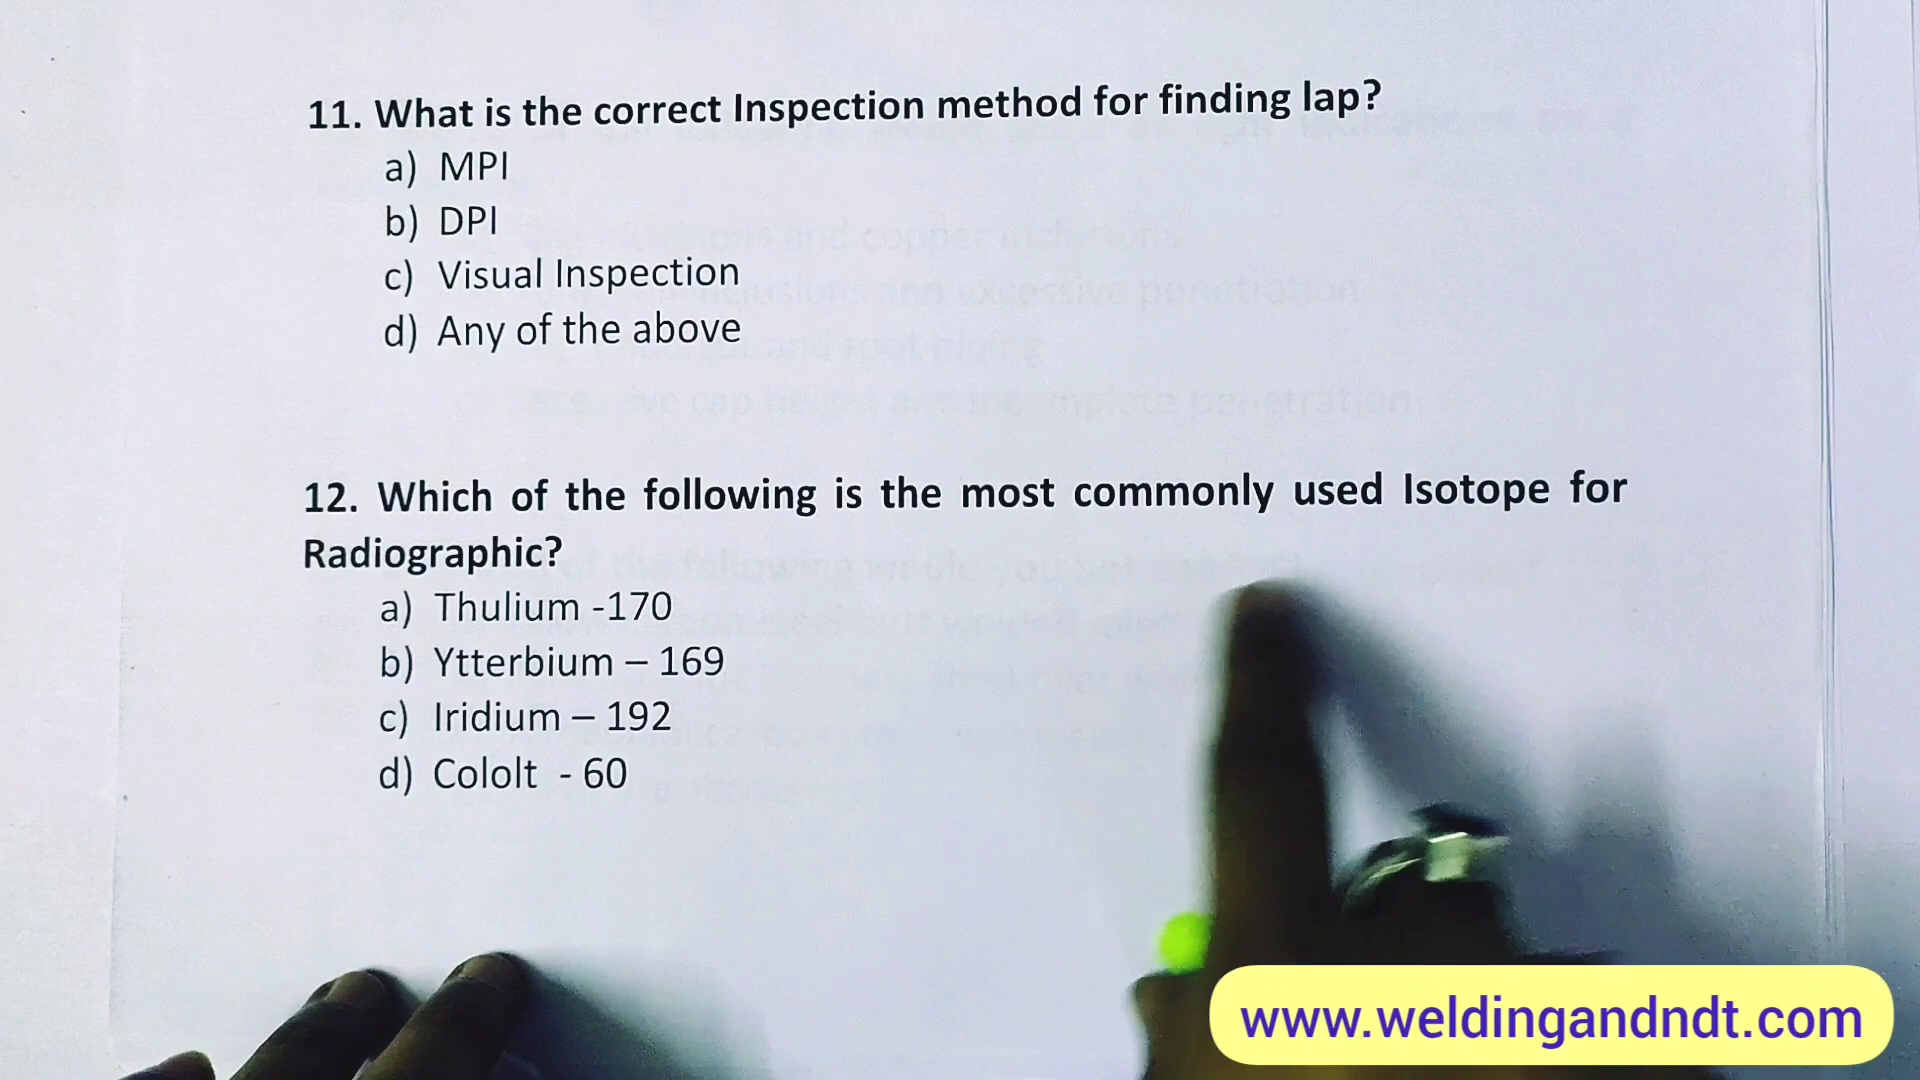 11. What is the correct Inspection method for finding lap?
a) MPI
b) DPI
c) Visual Inspection
d) Any of the above
12. Which of the following is the most commonly used Isotope for
Radiographic?
a) Thulium -170
b) Ytterbium – 169
c) Iridium – 192
d) Cololt - 60
www.weldingandndt.com